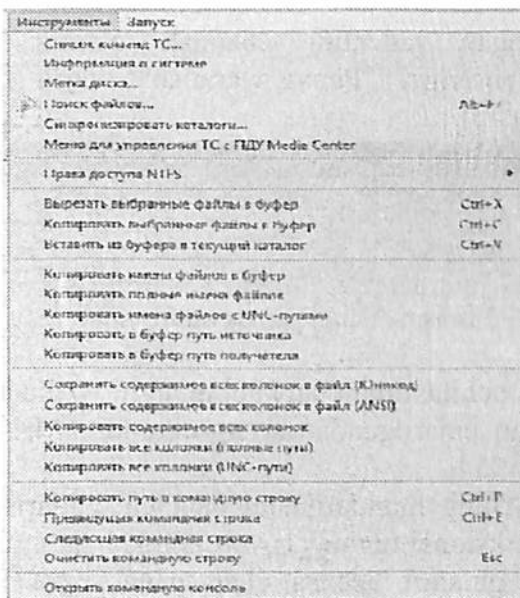 Инструменты Запуск
Список команд TC...
Информация о системе
Метка диска...
Поиск файлов... Alt+F7
Синхронизировать каталоги...
Меню для управления TC с ПДУ Media Center
Права доступа NTFS
Вырезать выбранные файлы в буфер Ctrl+X
Копировать выбранные файлы в буфер Ctrl+C
Вставить из буфера в текущий каталог Ctrl+V
Копировать имена файлов в буфер
Копировать полные имена файлов
Копировать имена файлов с UNC-путями
Копировать в буфер путь источника
Копировать в буфер путь получателя
Сохранить содержимое всех колонок в файл (Юникод)
Сохранить содержимое всех колонок в файл (ANSI)
Копировать содержимое всех колонок
Копировать все колонки (полные пути)
Копировать все колонки (UNC-пути)
Копировать путь в командную строку Ctrl+P
Предыдущая командная строка Ctrl+E
Следующая командная строка
Очистить командную строку Esc
Открыть командную консоль